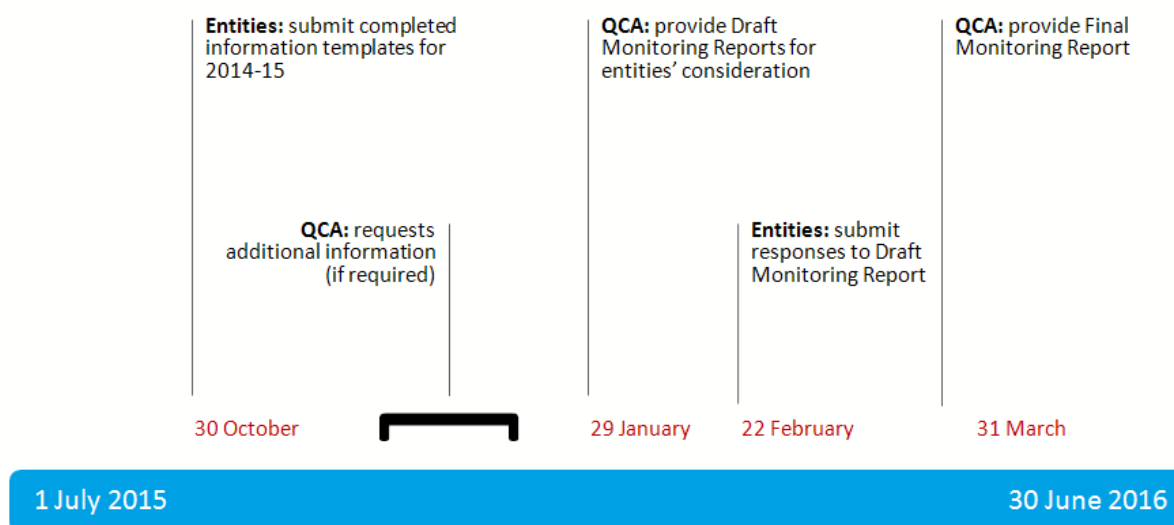 Entities: submit completed
information templates for
2014-15
QCA: requests
additional information
(if required)
QCA: provide Draft
Monitoring Reports for
entities’ consideration
Entities: submit
responses to Draft
Monitoring Report
QCA: provide Final
Monitoring Report
30 October
29 January
22 February
31 March
1 July 2015
30 June 2016